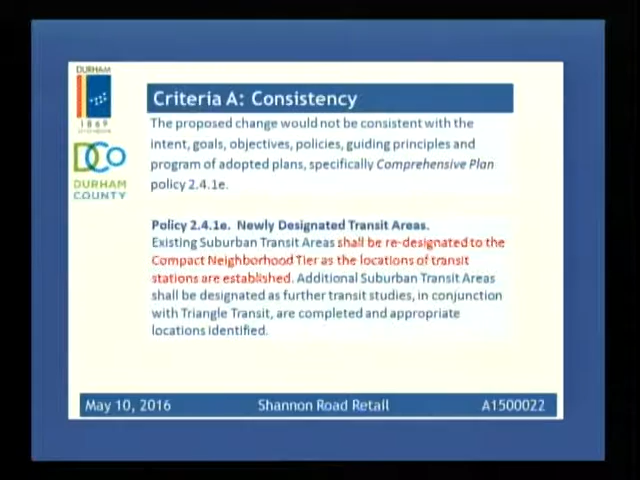 DURHAM
1869
DCO
DURHAM
COUNTY
Criteria A: Consistency
The proposed change would not be consistent with the
intent, goals, objectives, policies, guiding principles and
program of adopted plans, specifically Comprehensive Plan
policy 2.4.1e.
Policy 2.4.1e. Newly Designated Transit Areas.
Existing Suburban Transit Areas shall be re-designated to the
Compact Neighborhood Tier as the locations of transit
stations are established. Additional Suburban Transit Areas
shall be designated as further transit studies, in conjunction
with Triangle Transit, are completed and appropriate
locations identified.
May 10, 2016 Shannon Road Retail A1500022